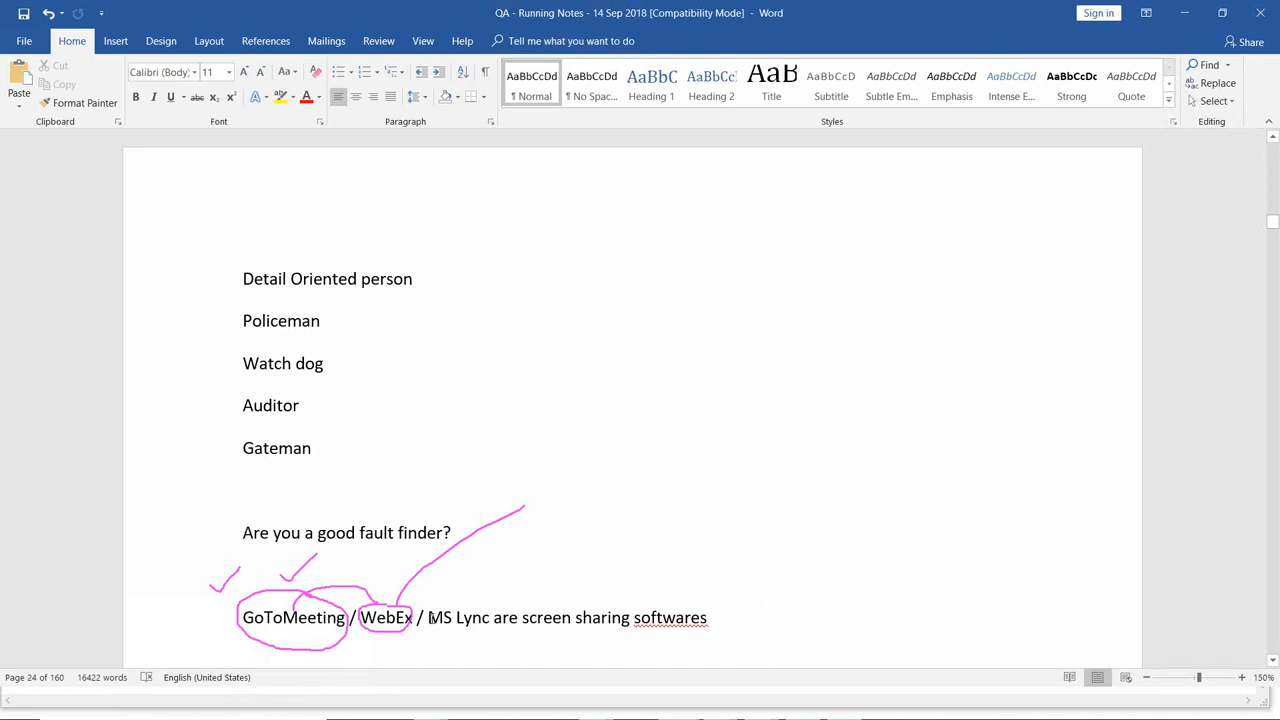 QA - Running Notes - 14 Sep 2018 [Compatibility Mode] - Word
Sign in
File Home Insert Design Layout References Mailings Review View Help Tell me what you want to do Share
Paste
Cut
Copy
Format Painter
Clipboard
Calibri (Body) 11
Font
Paragraph
AaBbCcDd AaBbCcDd AaBbC AaBbCc AaB AaBbCcD AaBbCcDd AaBbCcDd AaBbCcDd AaBbCcDc AaBbCcDd
¶ Normal ¶ No Spac... Heading 1 Heading 2 Title Subtitle Subtle Em... Emphasis Intense E... Strong Quote
Styles
Find
Replace
Select
Editing
Detail Oriented person
Policeman
Watch dog
Auditor
Gateman
Are you a good fault finder?
GoToMeeting / WebEx / MS Lync are screen sharing softwares
Page 24 of 160 16422 words English (United States) 150%